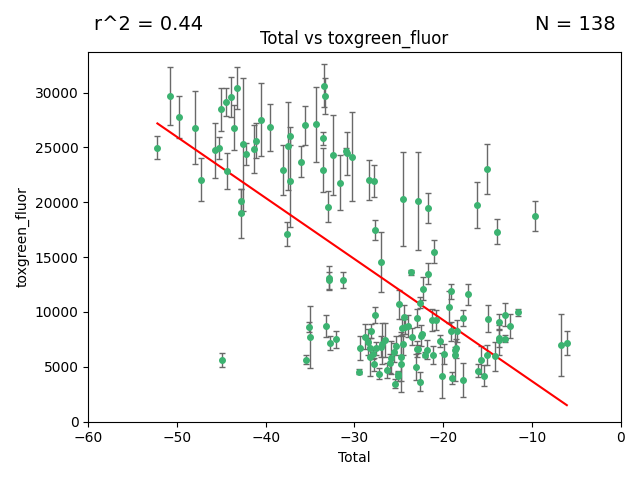 r^2 = 0.44
N = 138
Total vs toxgreen_fluor
toxgreen_fluor
30000
25000
20000
15000
10000
5000
0
−60
−50
−40
−30
−20
−10
0
Total